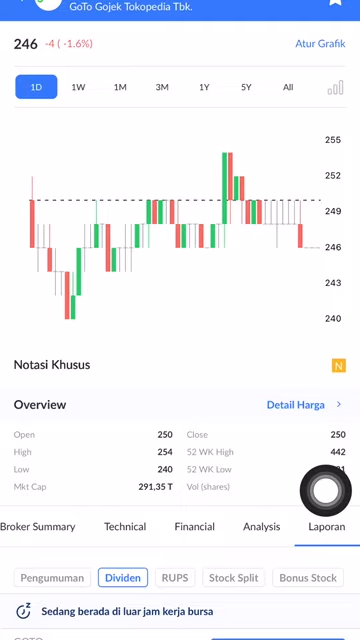 GoTo Gojek Tokopedia Tbk.
246 -4 ( -1.6%) Atur Grafik
1D 1W 1M 3M 1Y 5Y All
255
252
249
246
243
240
Notasi Khusus N
Overview Detail Harga
Open 250 Close 250
High 254 52 WK High 442
Low 240 52 WK Low
Mkt Cap 291,35 T Vol (shares)
Broker Summary Technical Financial Analysis Laporan
Pengumuman Dividen RUPS Stock Split Bonus Stock
Sedang berada di luar jam kerja bursa